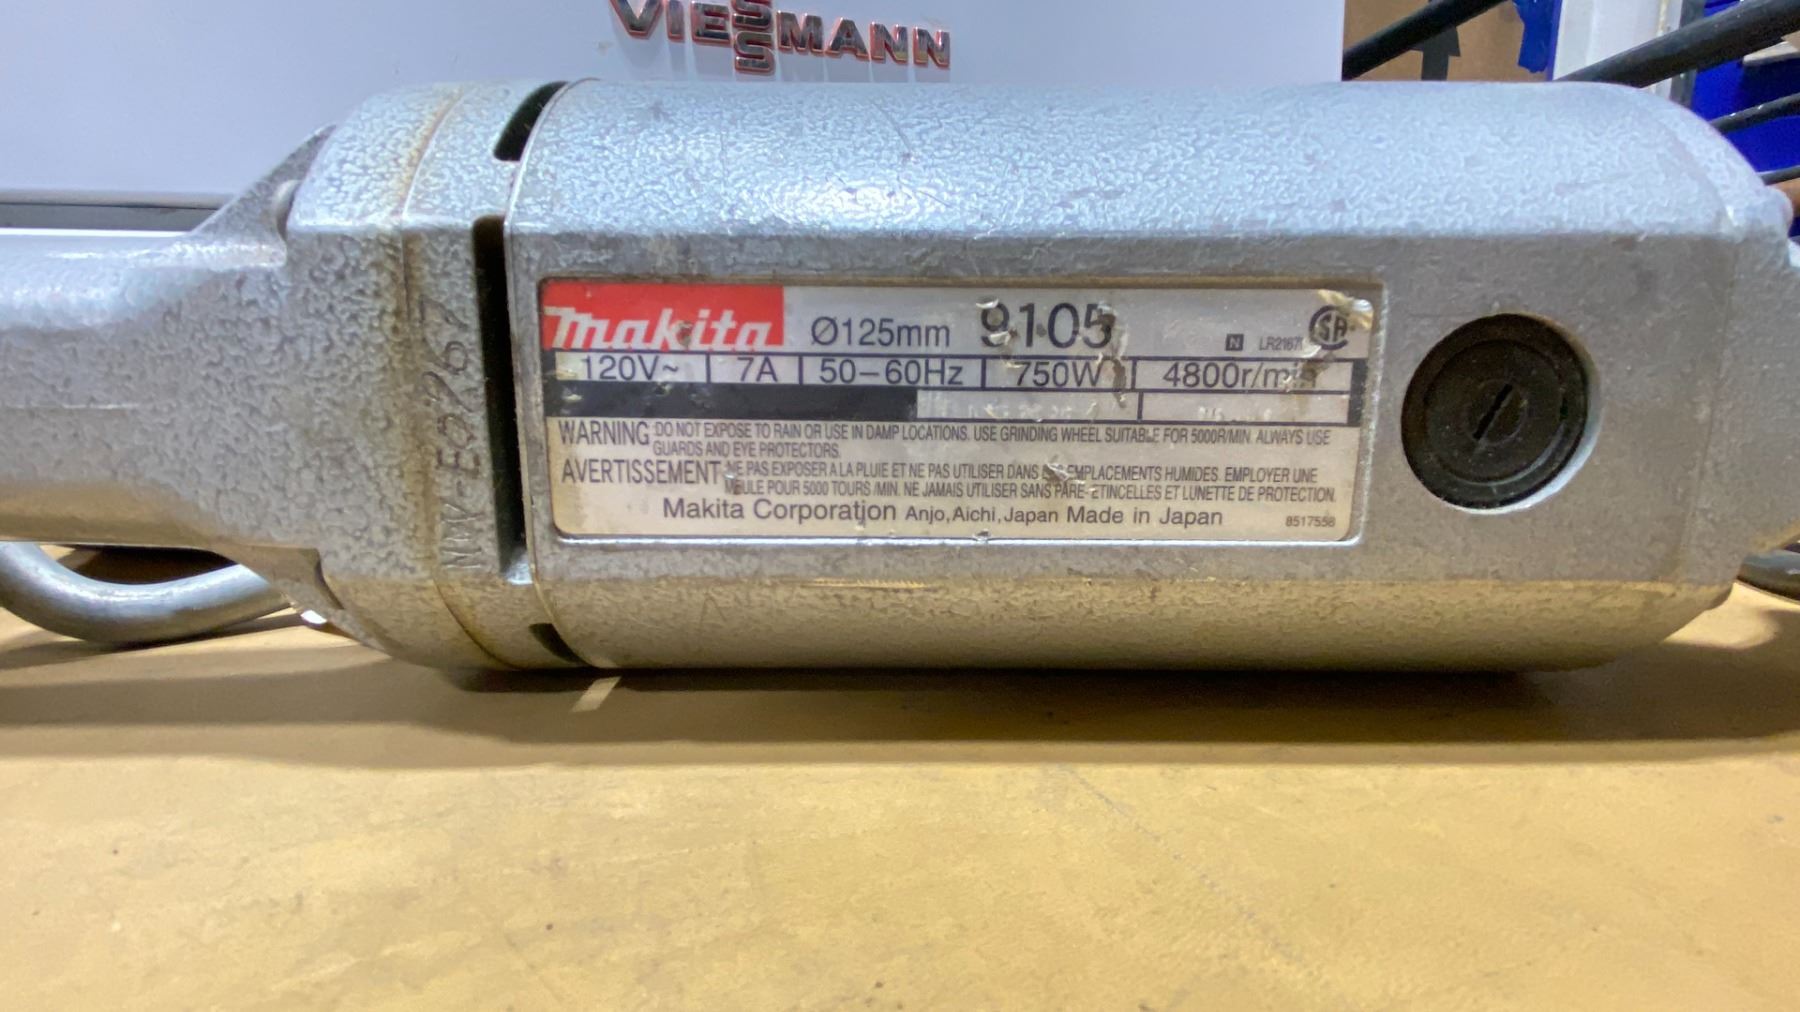 VIESSMANN
makita Ø125mm 9105 N LR21671 SA
120V~ 7A 50-60Hz 750W 4800r/min
WARNING DO NOT EXPOSE TO RAIN OR USE IN DAMP LOCATIONS. USE GRINDING WHEEL SUITABLE FOR 5000R/MIN. ALWAYS USE
GUARDS AND EYE PROTECTORS.
AVERTISSEMENT NE PAS EXPOSER A LA PLUIE ET NE PAS UTILISER DANS EMPLACEMENTS HUMIDES. EMPLOYER UNE
MEULE POUR 5000 TOURS /MIN. NE JAMAIS UTILISER SANS PARE-ETINCELLES ET LUNETTE DE PROTECTION.
Makita Corporation Anjo, Aichi, Japan Made in Japan 8517556